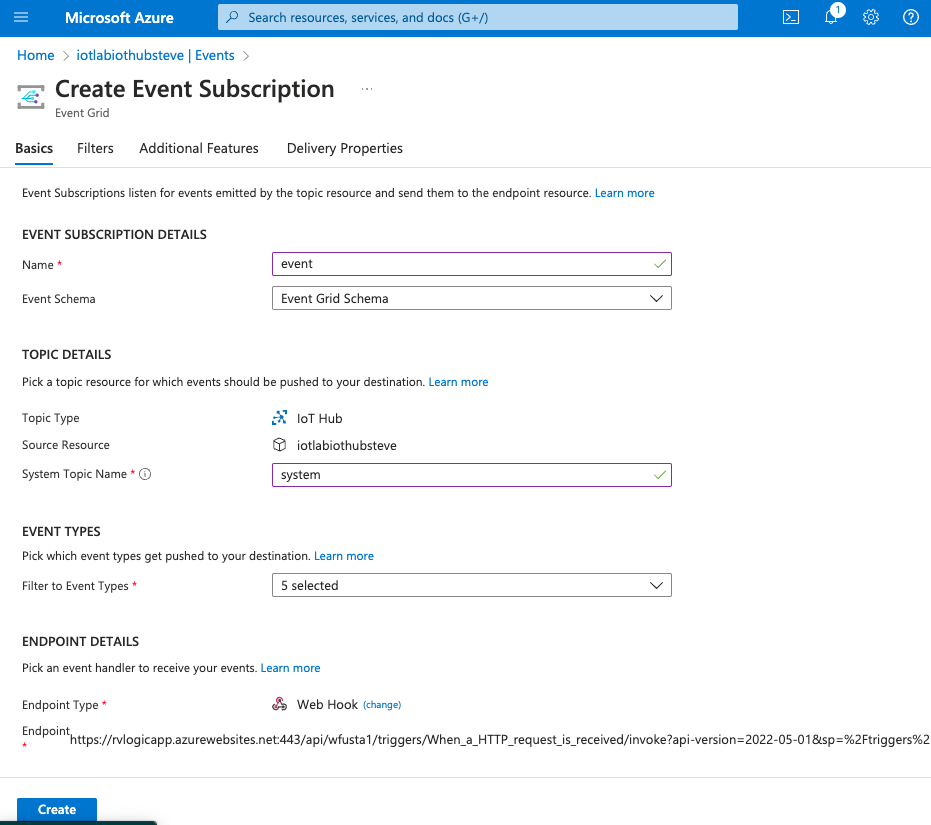 Microsoft Azure
Search resources, services, and docs (G+/)
1
Home > iotlabiothubsteve | Events >
Create Event Subscription ...
Event Grid
Basics Filters Additional Features Delivery Properties
Event Subscriptions listen for events emitted by the topic resource and send them to the endpoint resource. Learn more
EVENT SUBSCRIPTION DETAILS
Name * event
Event Schema Event Grid Schema
TOPIC DETAILS
Pick a topic resource for which events should be pushed to your destination. Learn more
Topic Type IoT Hub
Source Resource iotlabiothubsteve
System Topic Name * system
EVENT TYPES
Pick which event types get pushed to your destination. Learn more
Filter to Event Types * 5 selected
ENDPOINT DETAILS
Pick an event handler to receive your events. Learn more
Endpoint Type * Web Hook (change)
Endpoint * https://rvlogicapp.azurewebsites.net:443/api/wfusta1/triggers/When_a_HTTP_request_is_received/invoke?api-version=2022-05-01&sp=%2Ftriggers%2
Create